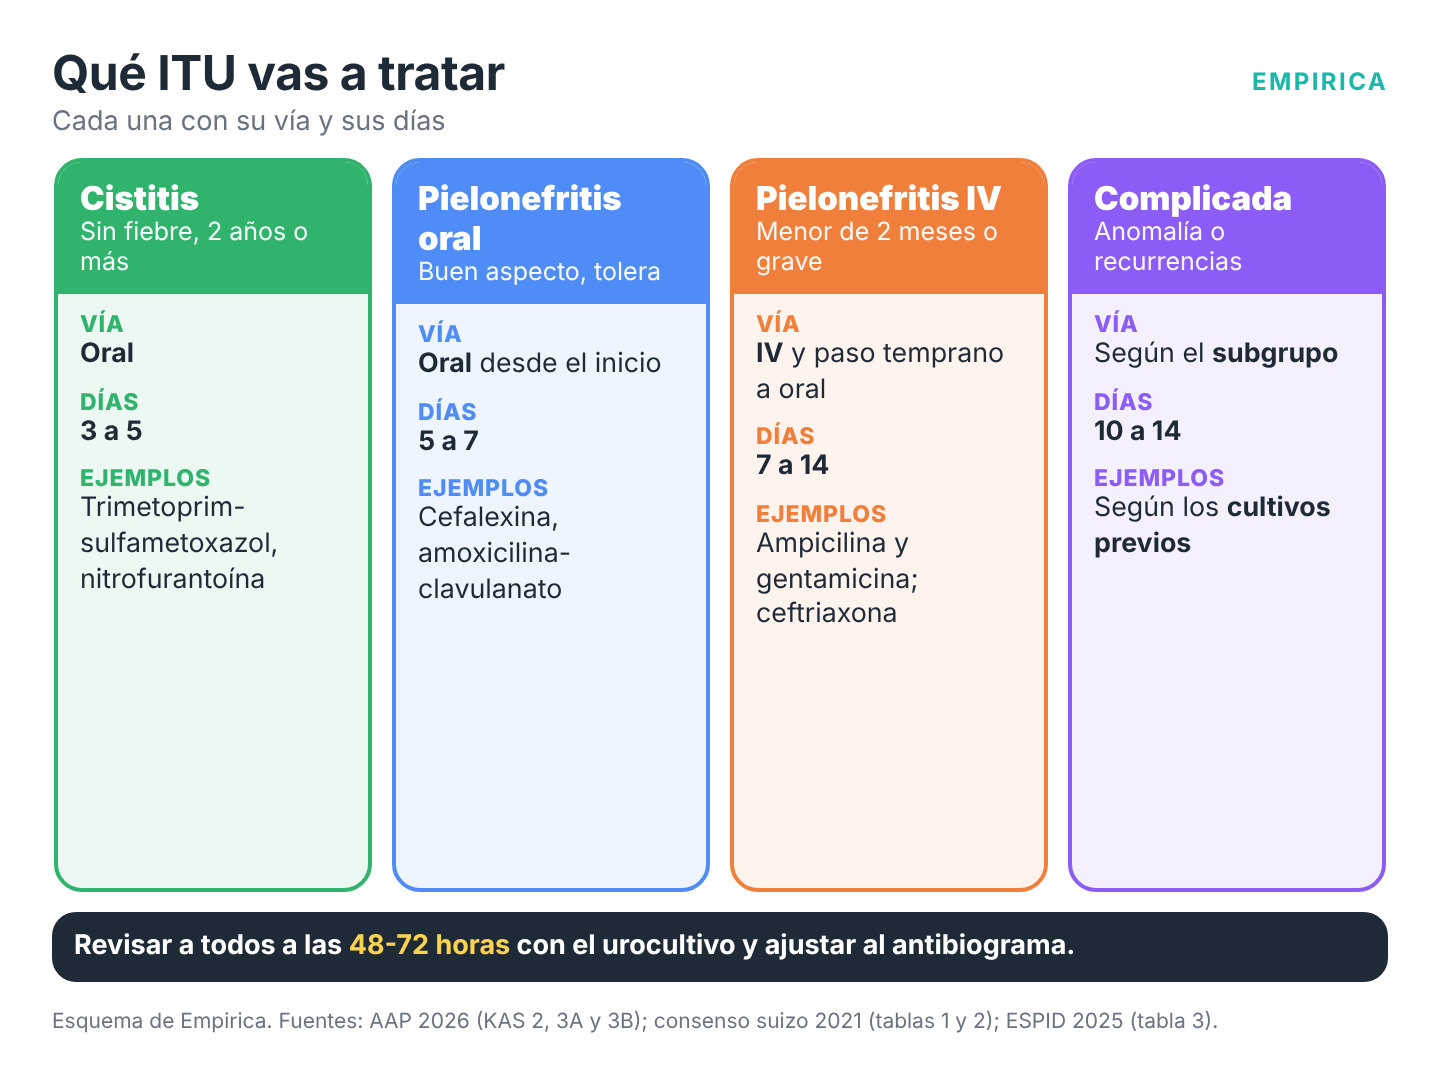 Qué ITU vas a tratar
EMPIRICA
Cada una con su vía y sus días
Cistitis
Sin fiebre, 2 años o
más
VÍA
Oral
DÍAS
3 a 5
EJEMPLOS
Trimetoprim-
sulfametoxazol,
nitrofurantoína
Pielonefritis
oral
Buen aspecto, tolera
VÍA
Oral desde el inicio
DÍAS
5 a 7
EJEMPLOS
Cefalexina,
amoxicilina-
clavulanato
Pielonefritis IV
Menor de 2 meses o
grave
VÍA
IV y paso temprano
a oral
DÍAS
7 a 14
EJEMPLOS
Ampicilina y
gentamicina;
ceftriaxona
Complicada
Anomalía o
recurrencias
VÍA
Según el subgrupo
DÍAS
10 a 14
EJEMPLOS
Según los cultivos
previos
Revisar a todos a las 48-72 horas con el urocultivo y ajustar al antibiograma.
Esquema de Empirica. Fuentes: AAP 2026 (KAS 2, 3A y 3B); consenso suizo 2021 (tablas 1 y 2); ESPID 2025 (tabla 3).